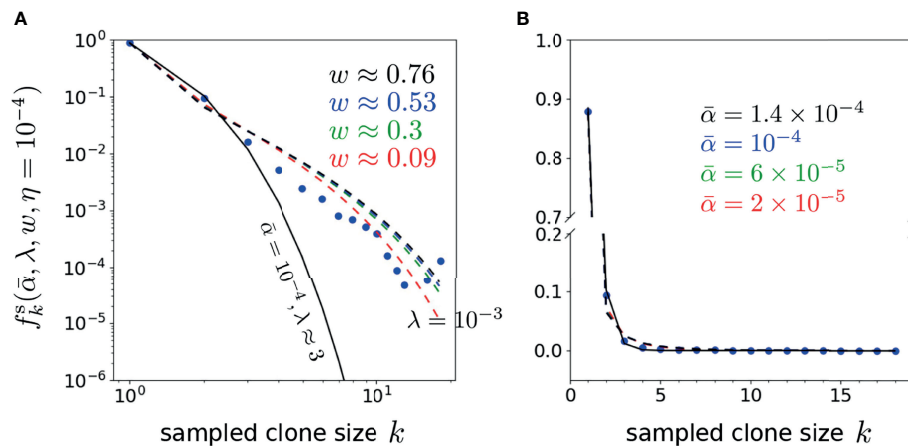 A
f_k^s(ᾱ, λ, w, η = 10^-4)
10^0
10^-1
10^-2
10^-3
10^-4
10^-5
10^-6
w ≈ 0.76
w ≈ 0.53
w ≈ 0.3
w ≈ 0.09
ᾱ = 10^-4, λ ≈ 3
λ = 10^-3
10^0
10^1
sampled clone size k
B
1.0
0.9
0.8
0.7
0.2
0.1
0.0
ᾱ = 1.4 × 10^-4
ᾱ = 10^-4
ᾱ = 6 × 10^-5
ᾱ = 2 × 10^-5
0 5 10 15
sampled clone size k